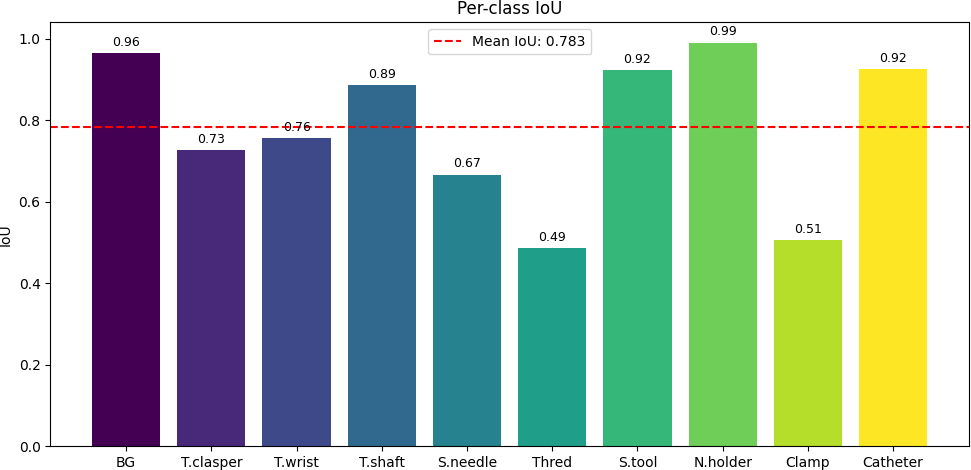 Per-class IoU
Mean IoU: 0.783
IoU
1.0
0.8
0.6
0.4
0.2
0.0
0.96
0.73
0.76
0.89
0.67
0.49
0.92
0.99
0.51
0.92
BG
T.clasper
T.wrist
T.shaft
S.needle
Thred
S.tool
N.holder
Clamp
Catheter